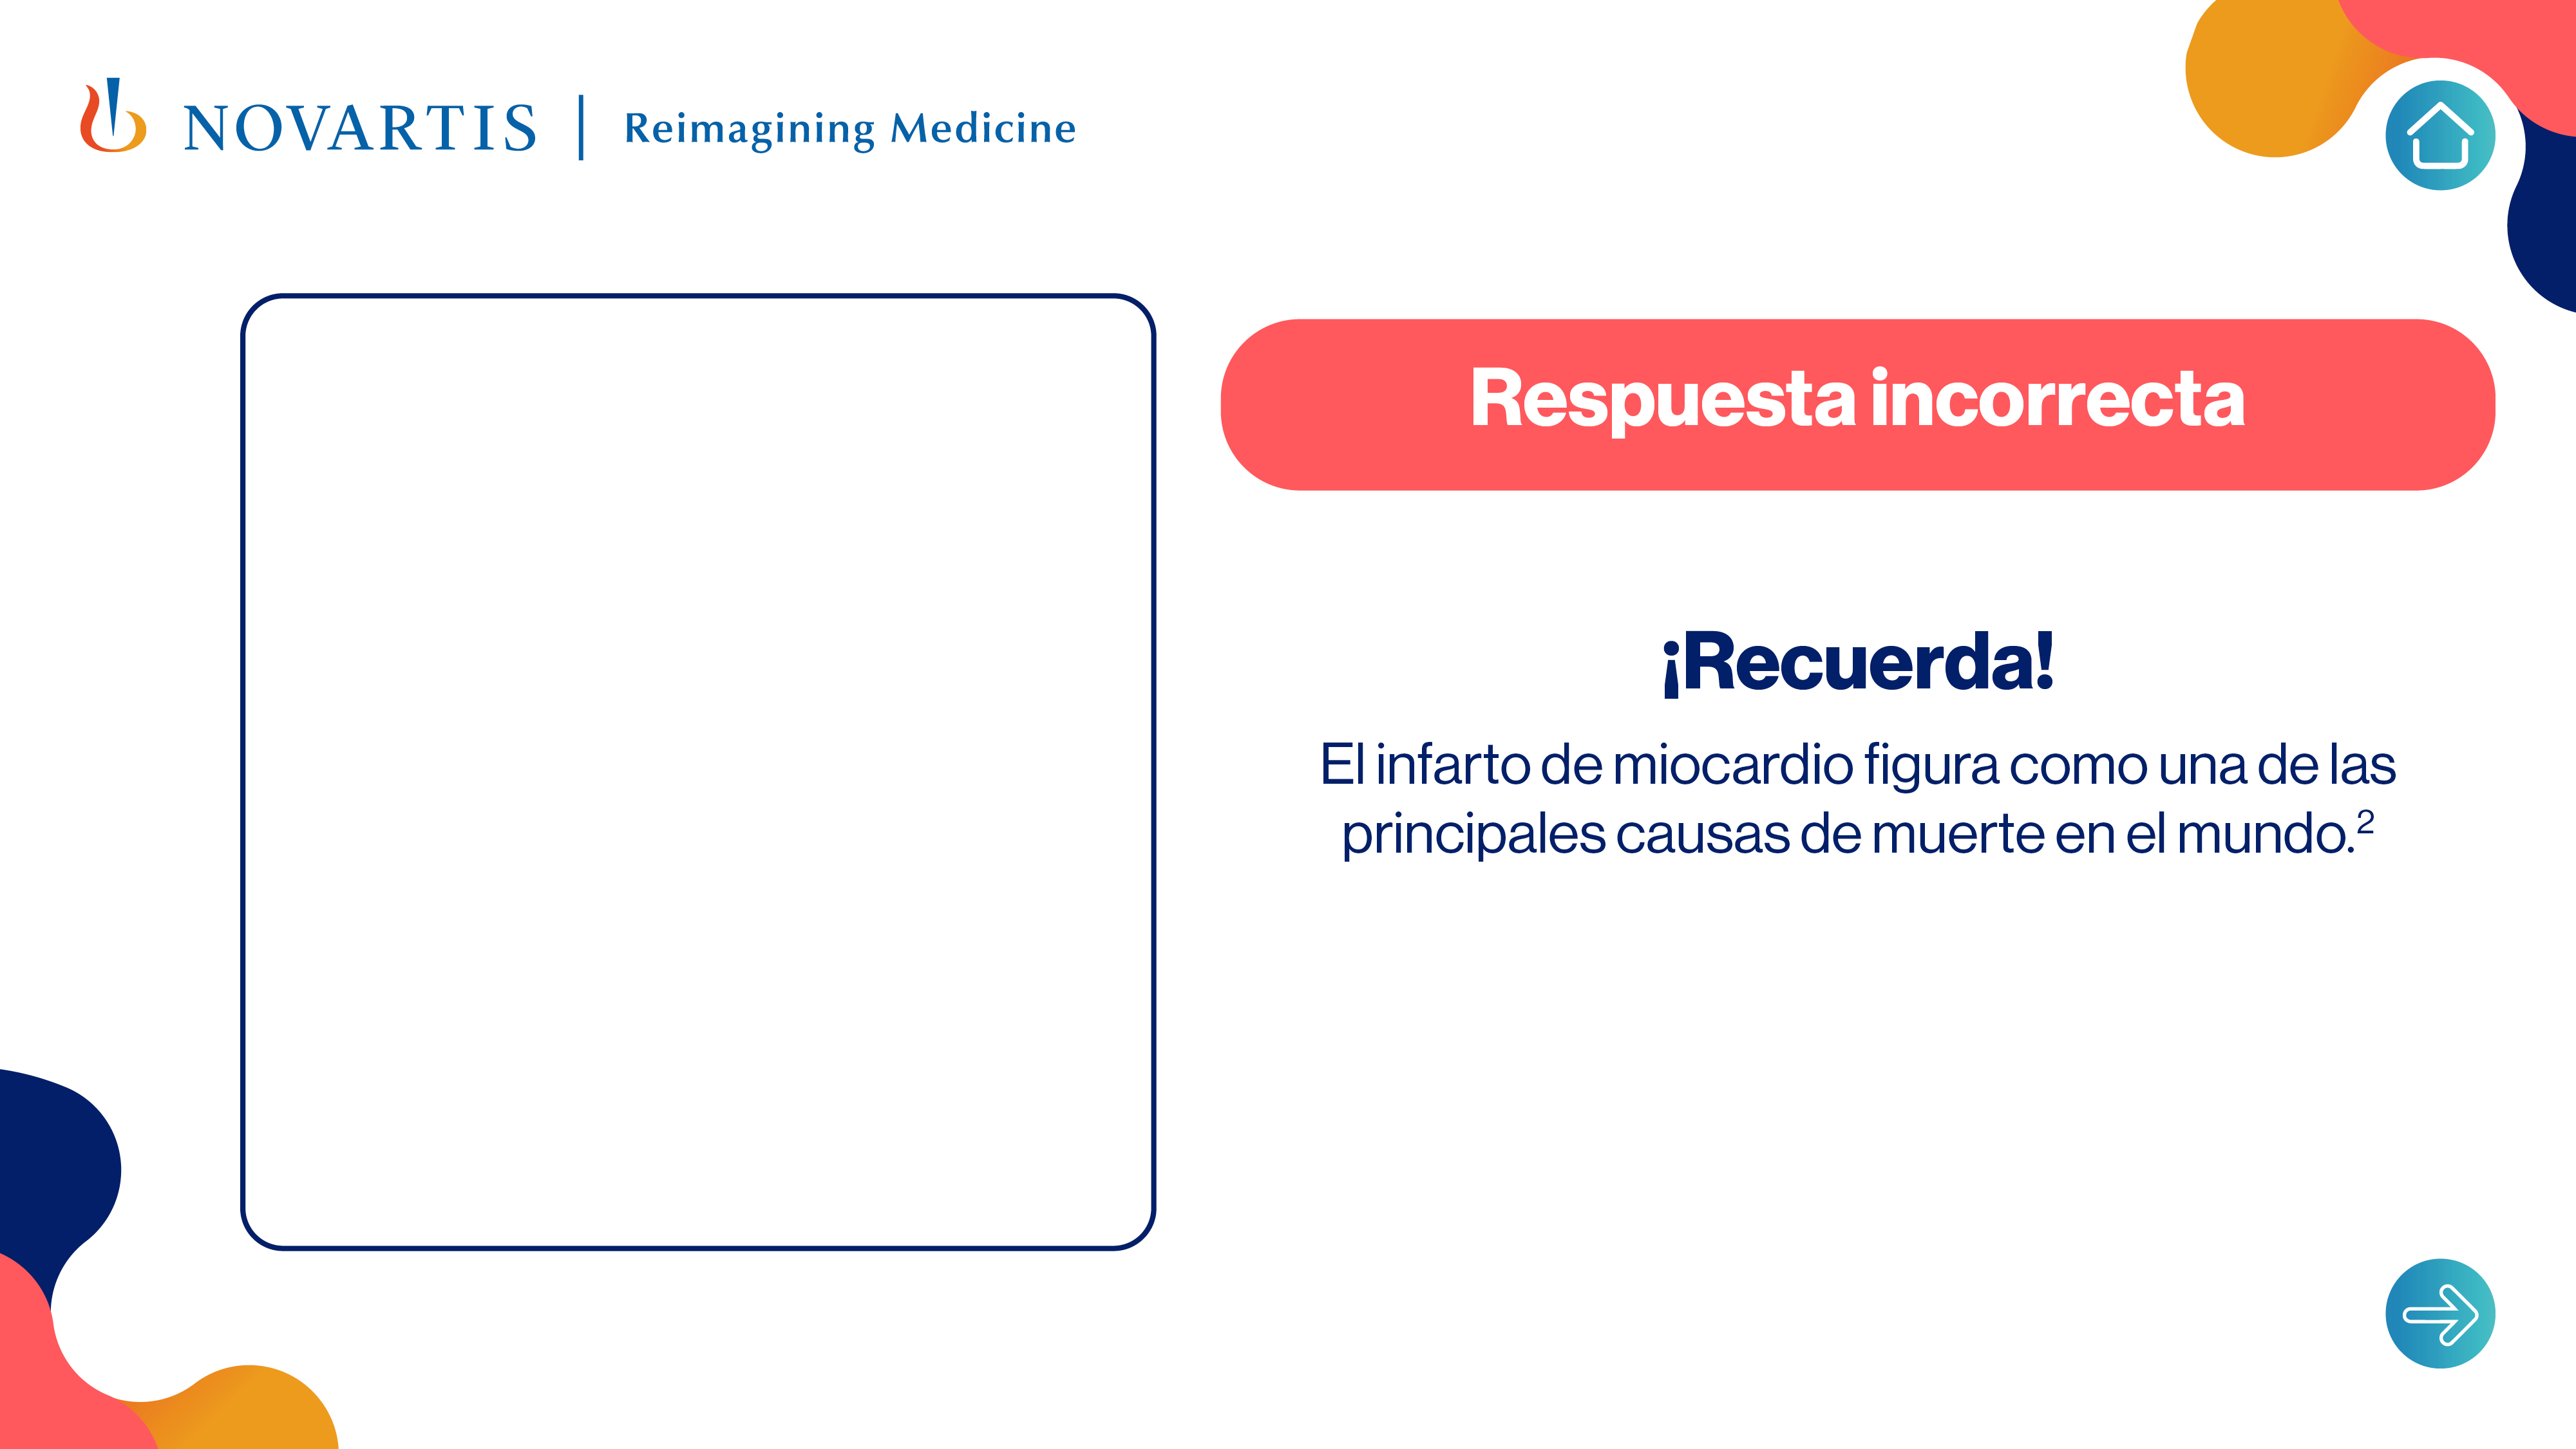 NOVARTIS | Reimagining Medicine
Respuesta incorrecta
¡Recuerda!
El infarto de miocardio figura como una de las
principales causas de muerte en el mundo.²